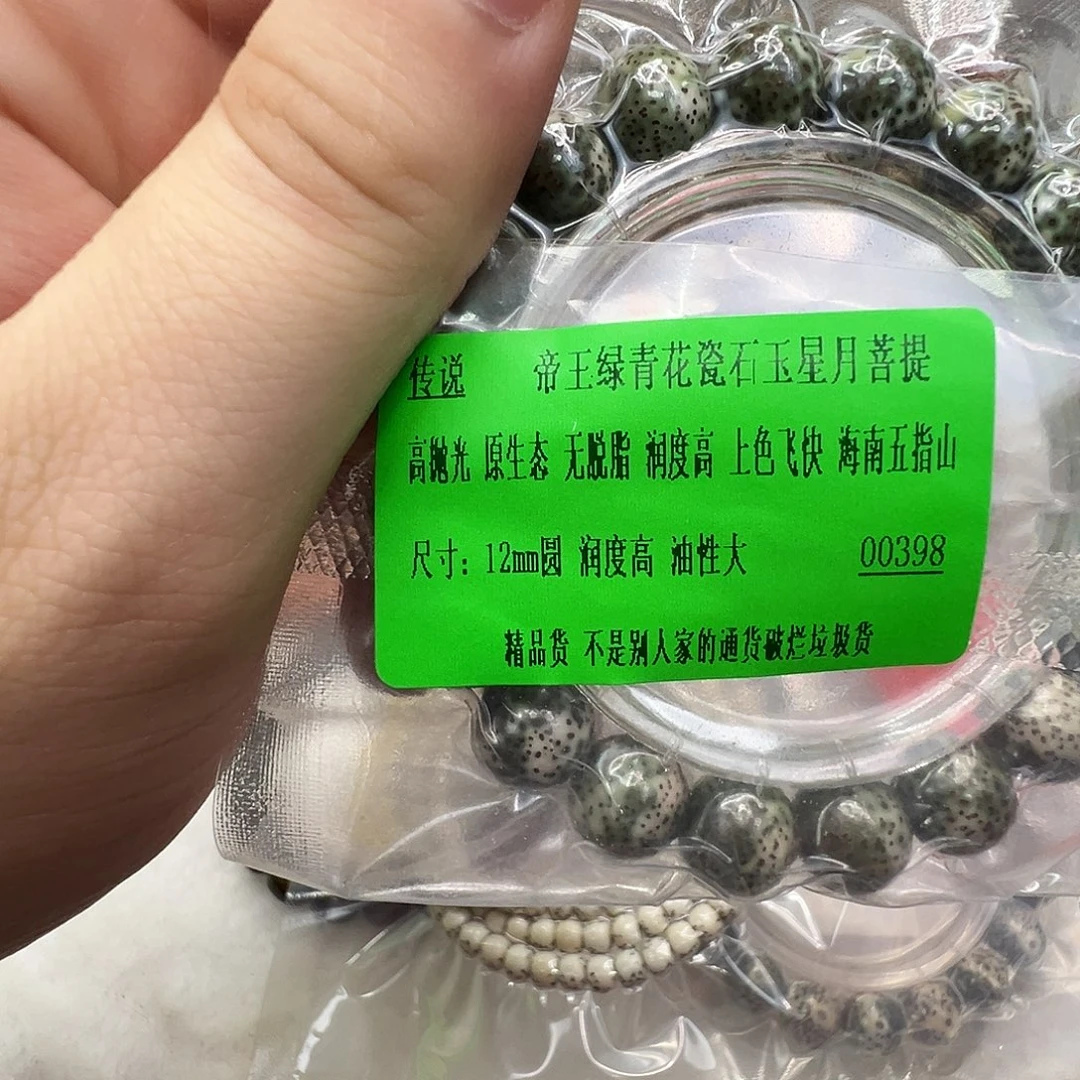 传说 帝王绿青花瓷石玉星月菩提
高抛光 原生态 无脱脂 润度高 上色飞快 海南五指山
尺寸：12mm圆 润度高 油性大 00398
精品货 不是别人家的通货破烂垃圾货